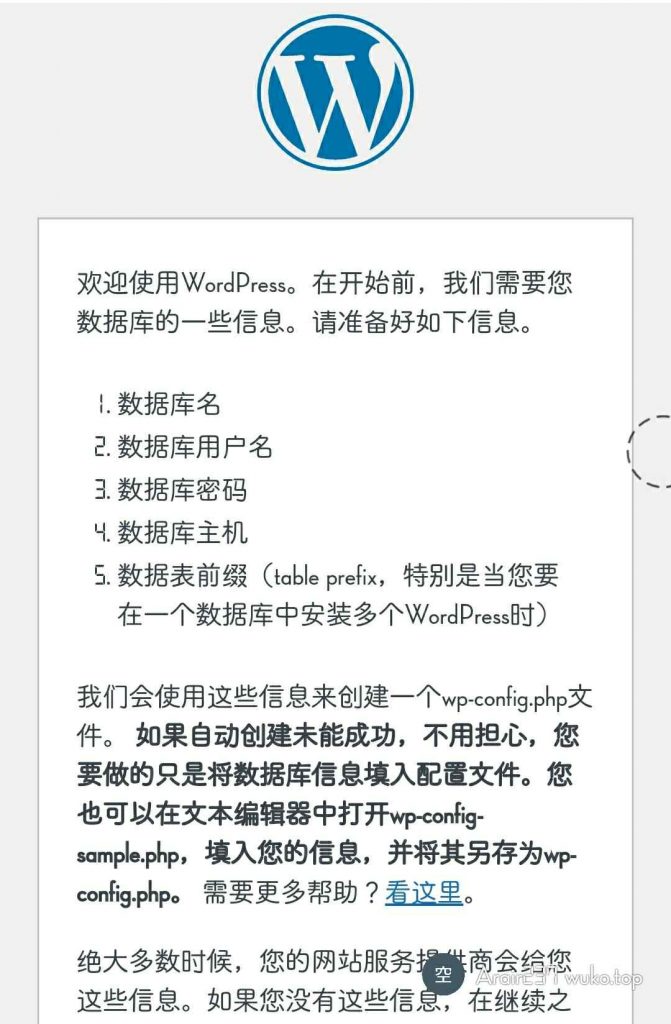 欢迎使用WordPress。在开始前，我们需要您
数据库的一些信息。请准备好如下信息。
1. 数据库名
2. 数据库用户名
3. 数据库密码
4. 数据库主机
5. 数据表前缀（table prefix，特别是当您要
在一个数据库中安装多个WordPress时）
我们会使用这些信息来创建一个wp-config.php文
件。 如果自动创建未能成功，不用担心，您
要做的只是将数据库信息填入配置文件。您
也可以在文本编辑器中打开wp-config-
sample.php，填入您的信息，并将其另存为wp-
config.php。 需要更多帮助？看这里。
绝大多数时候，您的网站服务提供商会给您
这些信息。如果您没有这些信息，在继续之
空
wuko.top